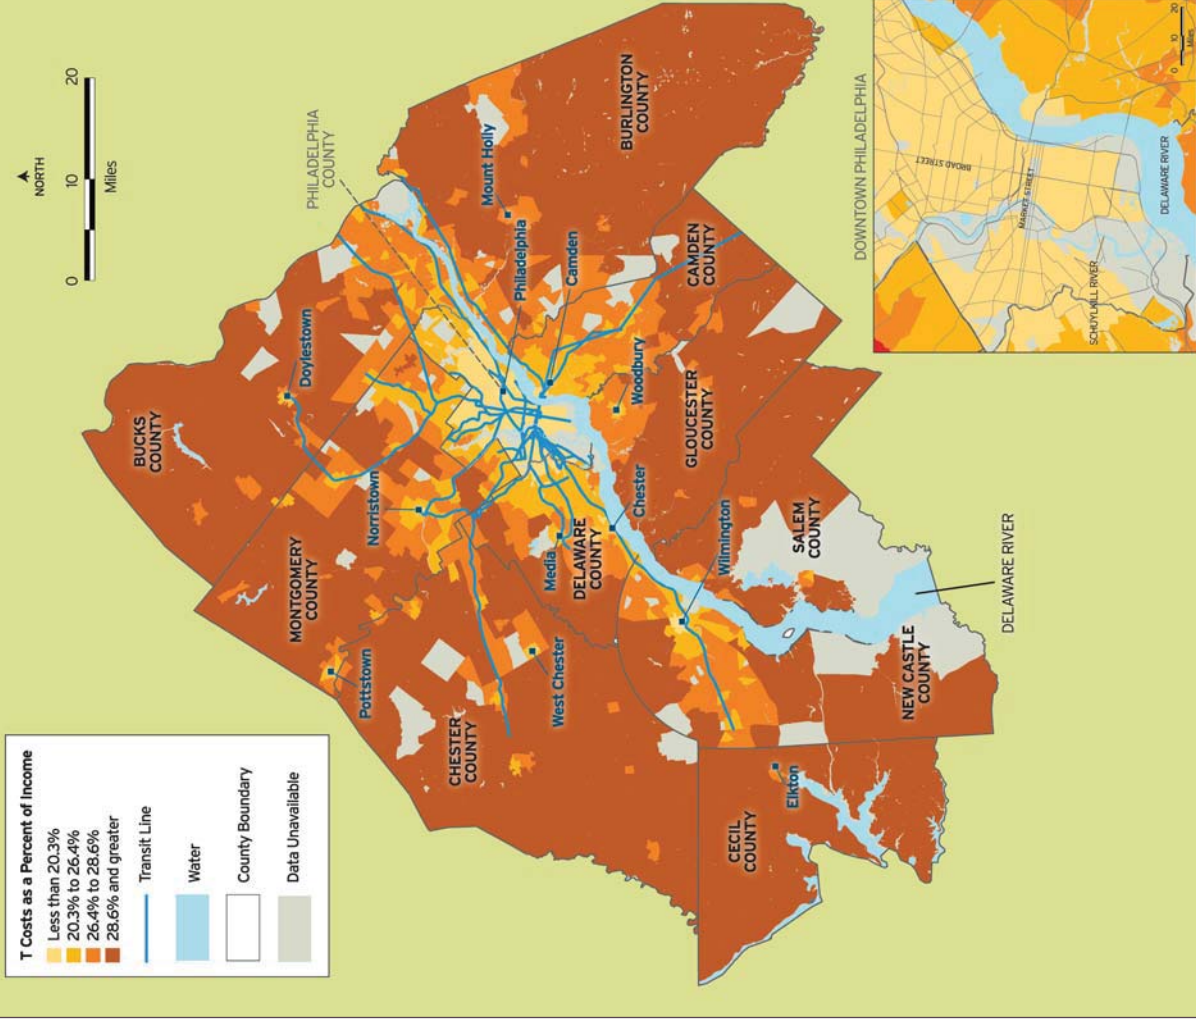 T Costs as a Percent of Income
Less than 20.3%
20.3% to 26.4%
26.4% to 28.6%
28.6% and greater
Transit Line
Water
County Boundary
Data Unavailable
NORTH
0 10 20
Miles
PHILADELPHIA
COUNTY
BUCKS
COUNTY
Doylestown
MONTGOMERY
COUNTY
Norristown
Pottstown
CHESTER
COUNTY
West Chester
Media
DELAWARE
COUNTY
Chester
Philadelphia
Camden
Mount Holly
BURLINGTON
COUNTY
CAMDEN
COUNTY
Woodbury
GLOUCESTER
COUNTY
Wilmington
SALEM
COUNTY
NEW CASTLE
COUNTY
CECIL
COUNTY
Elkton
DELAWARE RIVER
DOWNTOWN PHILADELPHIA
BROAD STREET
MARKET STREET
SCHUYLKILL RIVER
DELAWARE RIVER
0 10 20
Miles